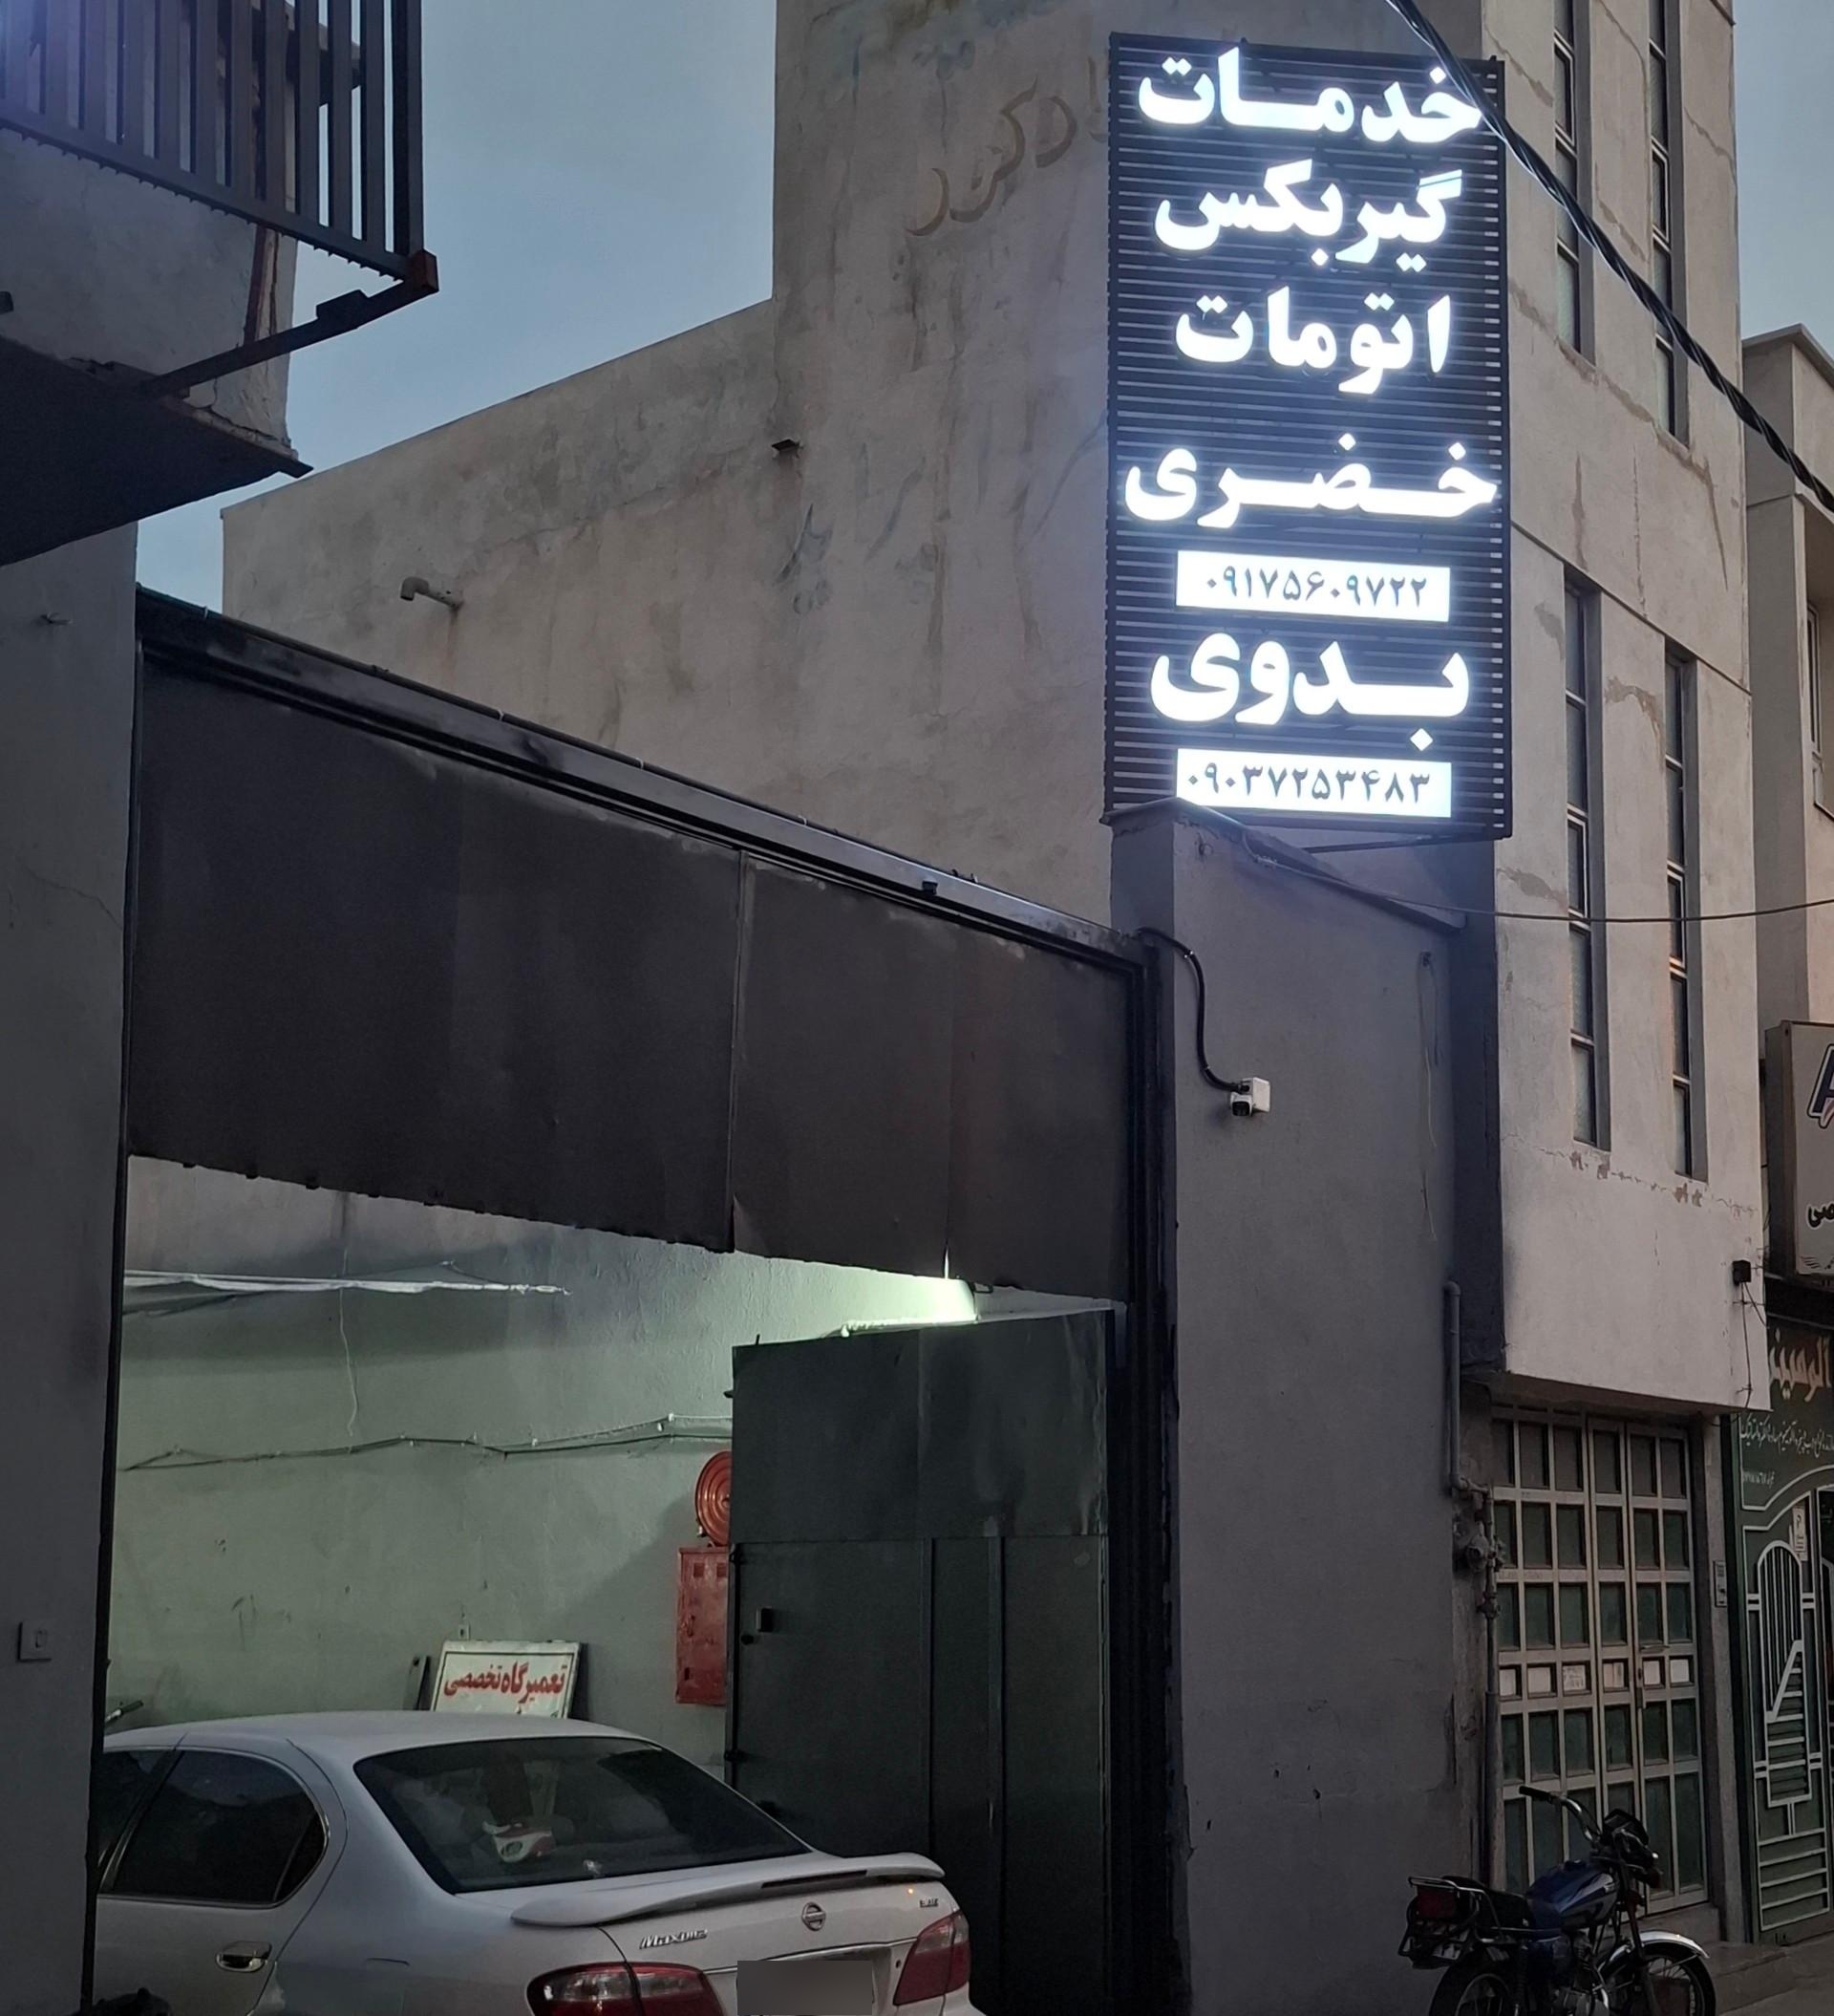 خدمات
گیربکس
اتومات
خضری
۰۹۱۷۵۶۰۹۷۲۲
بدوی
۰۹۰۳۷۲۵۳۴۸۳
تعمیرگاه تخصصی
Maxima